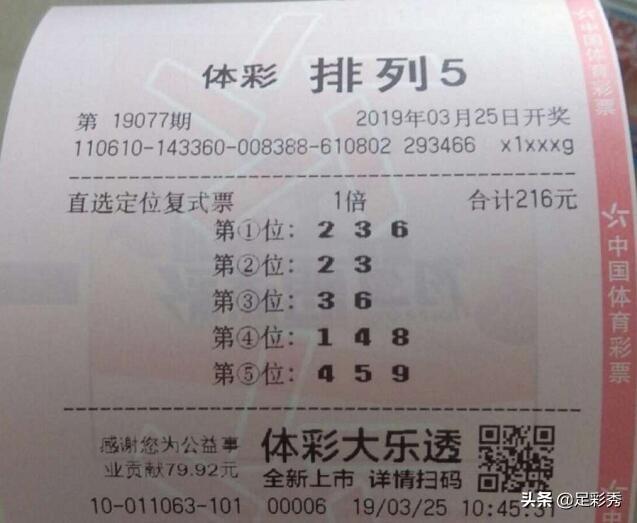 体彩 排列5
第 19077期 2019年03月25日开奖
110610-143360-008388-610802 293466 x1xxxg
直选定位复式票 1倍 合计216元
第①位: 2 3 6
第②位: 2 3
第③位: 3 6
第④位: 1 4 8
第⑤位: 4 5 9
感谢您为公益事
业贡献79.92元
体彩大乐透
全新上市 详情扫码
10-011063-101 00006 19/03/25 10:45:31
中国体育彩票
中国体育彩票
中国体
头条 @足彩秀